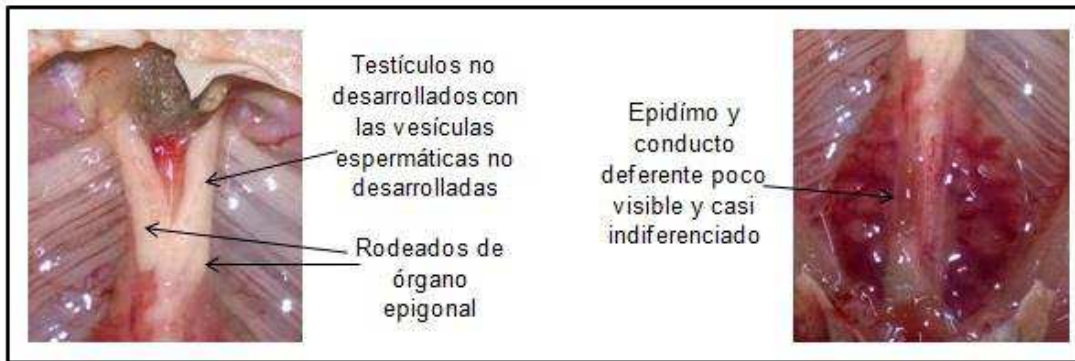 Testículos no
desarrollados con
las vesículas
espermáticas no
desarrolladas
Rodeados de
órgano
epigonal
Epidímo y
conducto
deferente poco
visible y casi
indiferenciado